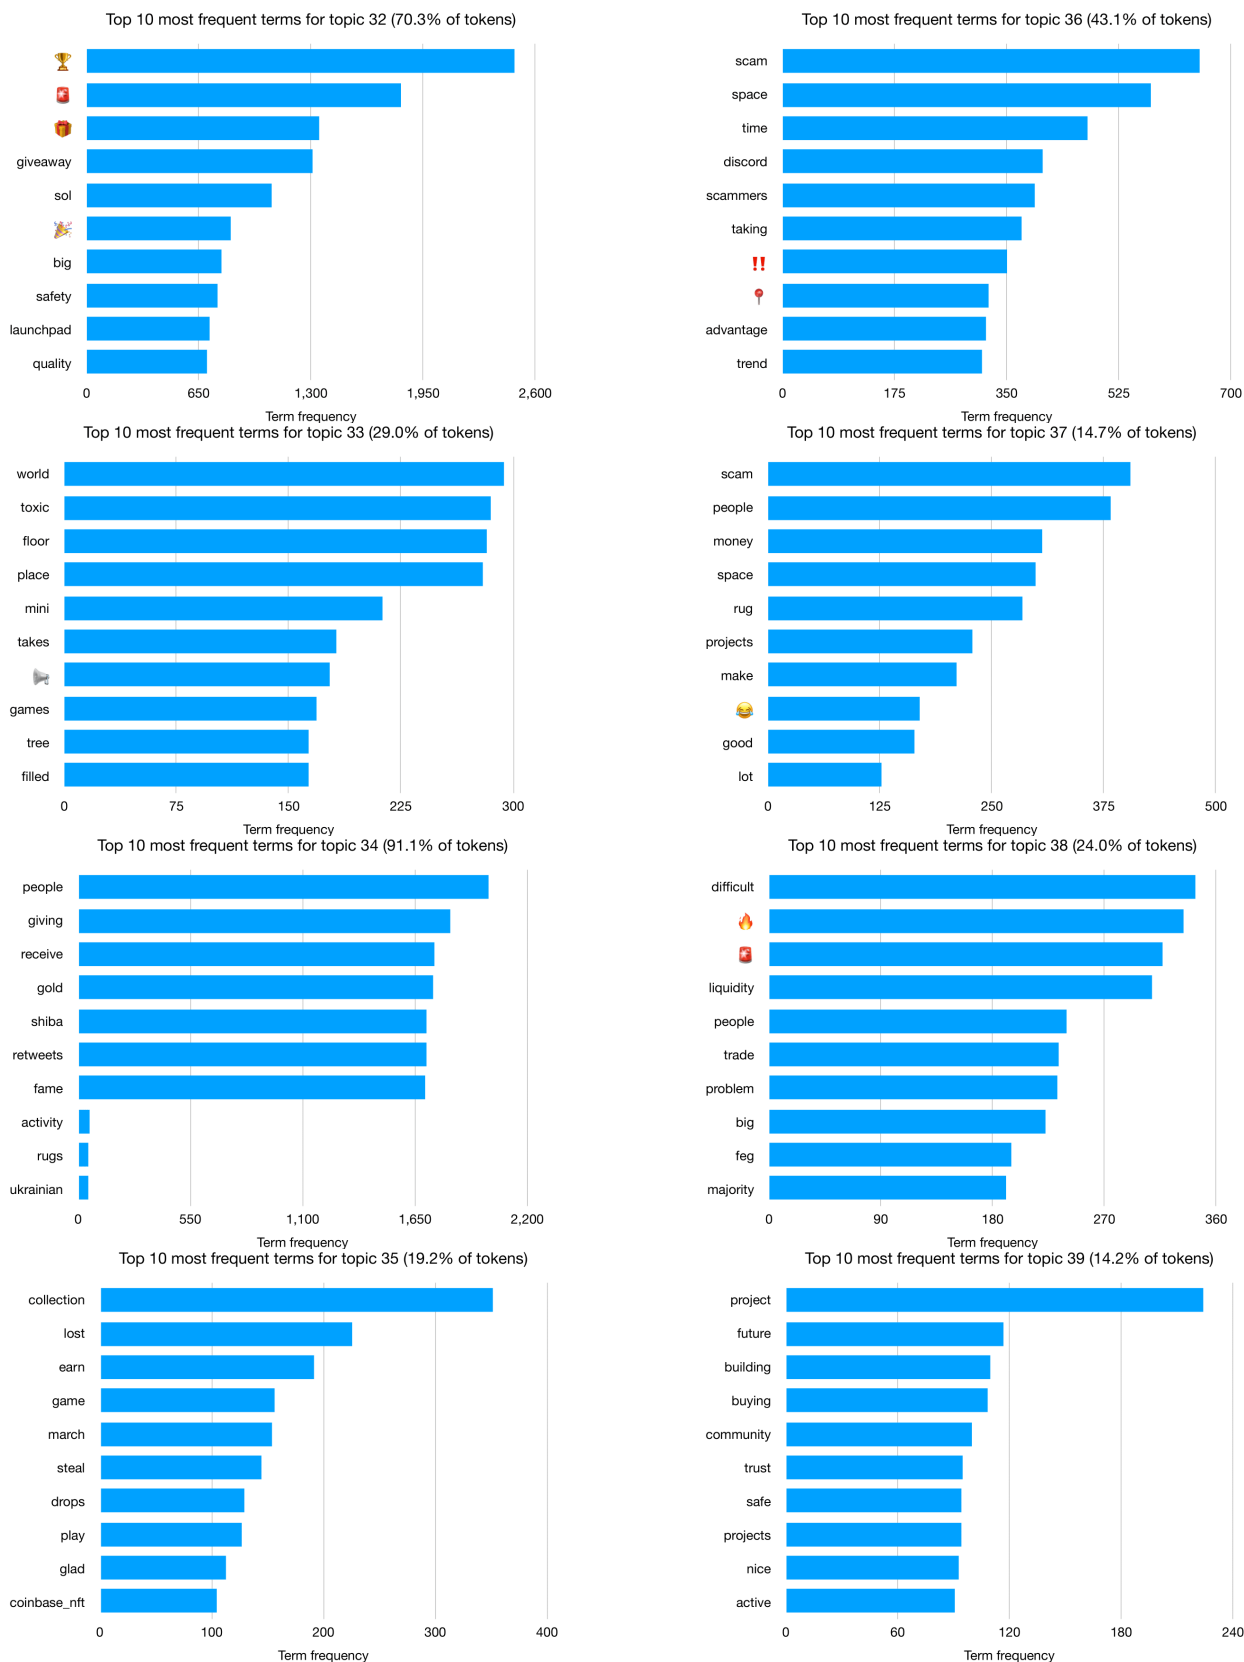 Top 10 most frequent terms for topic 32 (70.3% of tokens)
🏆
🚨
🎁
giveaway
sol
🎉
big
safety
launchpad
quality
0 650 1,300 1,950 2,600
Term frequency
Top 10 most frequent terms for topic 36 (43.1% of tokens)
scam
space
time
discord
scammers
taking
‼️
📍
advantage
trend
0 175 350 525 700
Term frequency
Top 10 most frequent terms for topic 33 (29.0% of tokens)
world
toxic
floor
place
mini
takes
📢
games
tree
filled
0 75 150 225 300
Term frequency
Top 10 most frequent terms for topic 37 (14.7% of tokens)
scam
people
money
space
rug
projects
make
😂
good
lot
0 125 250 375 500
Term frequency
Top 10 most frequent terms for topic 34 (91.1% of tokens)
people
giving
receive
gold
shiba
retweets
fame
activity
rugs
ukrainian
0 550 1,100 1,650 2,200
Term frequency
Top 10 most frequent terms for topic 38 (24.0% of tokens)
difficult
🔥
🚨
liquidity
people
trade
problem
big
feg
majority
0 90 180 270 360
Term frequency
Top 10 most frequent terms for topic 35 (19.2% of tokens)
collection
lost
earn
game
march
steal
drops
play
glad
coinbase_nft
0 100 200 300 400
Term frequency
Top 10 most frequent terms for topic 39 (14.2% of tokens)
project
future
building
buying
community
trust
safe
projects
nice
active
0 60 120 180 240
Term frequency